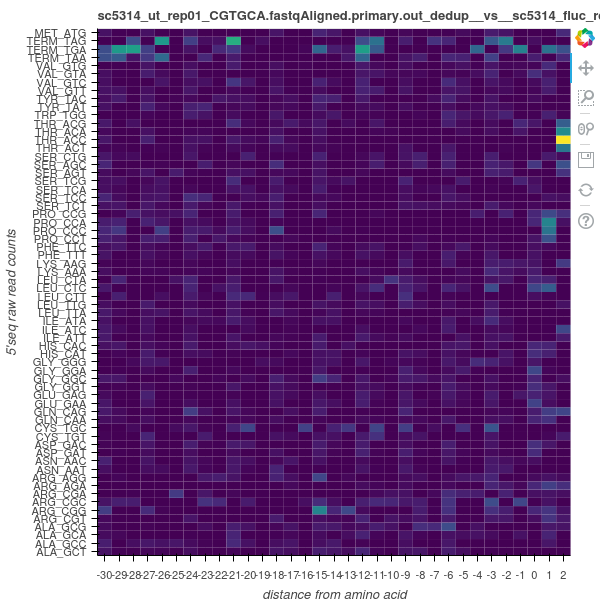 sc5314_ut_rep01_CGTGCA.fastqAligned.primary.out_dedup__vs__sc5314_fluc_r
MET_ATG
TERM_TAG
TERM_TGA
TERM_TAA
VAL_GTG
VAL_GTA
VAL_GTC
VAL_GTT
TYR_TAC
TYR_TAT
TRP_TGG
THR_ACG
THR_ACA
THR_ACC
THR_ACT
SER_CTG
SER_AGC
SER_AGT
SER_TCG
SER_TCA
SER_TCC
SER_TCT
PRO_CCG
PRO_CCA
PRO_CCC
PRO_CCT
PHE_TTC
PHE_TTT
LYS_AAG
LYS_AAA
LEU_CTA
LEU_CTC
LEU_CTT
LEU_TTG
LEU_TTA
ILE_ATA
ILE_ATC
ILE_ATT
HIS_CAC
HIS_CAT
GLY_GGG
GLY_GGA
GLY_GGC
GLY_GGT
GLU_GAG
GLU_GAA
GLN_CAG
GLN_CAA
CYS_TGC
CYS_TGT
ASP_GAC
ASP_GAT
ASN_AAC
ASN_AAT
ARG_AGG
ARG_AGA
ARG_CGA
ARG_CGC
ARG_CGG
ARG_CGT
ALA_GCG
ALA_GCA
ALA_GCC
ALA_GCT
5'seq raw read counts
-30 -29 -28 -27 -26 -25 -24 -23 -22 -21 -20 -19 -18 -17 -16 -15 -14 -13 -12 -11 -10 -9 -8 -7 -6 -5 -4 -3 -2 -1 0 1 2
distance from amino acid